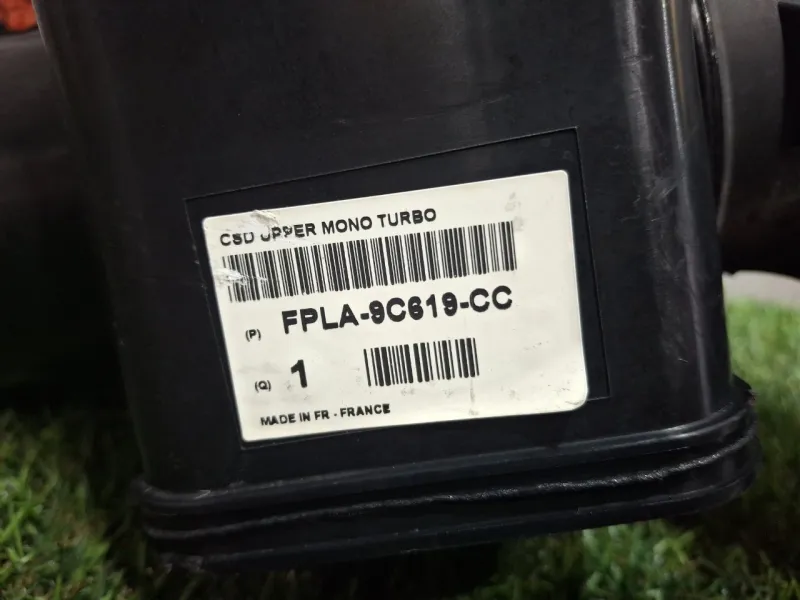 CSD UPPER MONO TURBO
(P) FPLA-9C619-CC
(Q) 1
MADE IN FR - FRANCE